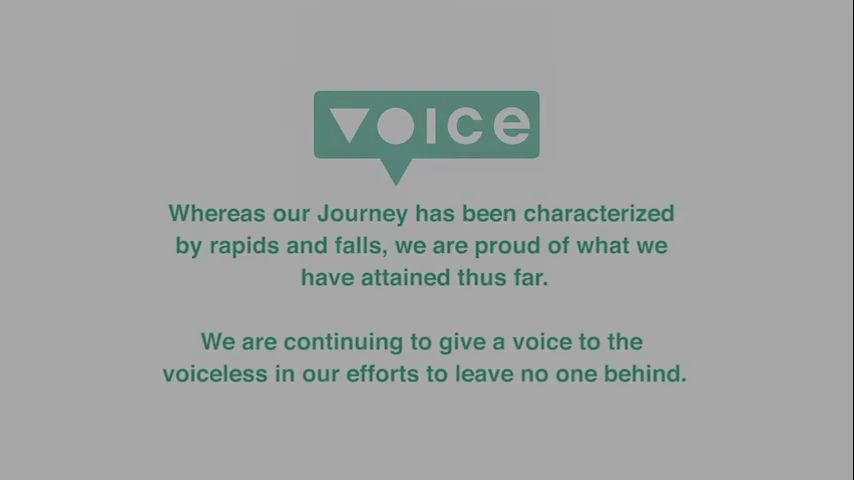 VOICE
Whereas our Journey has been characterized
by rapids and falls, we are proud of what we
have attained thus far.
We are continuing to give a voice to the
voiceless in our efforts to leave no one behind.